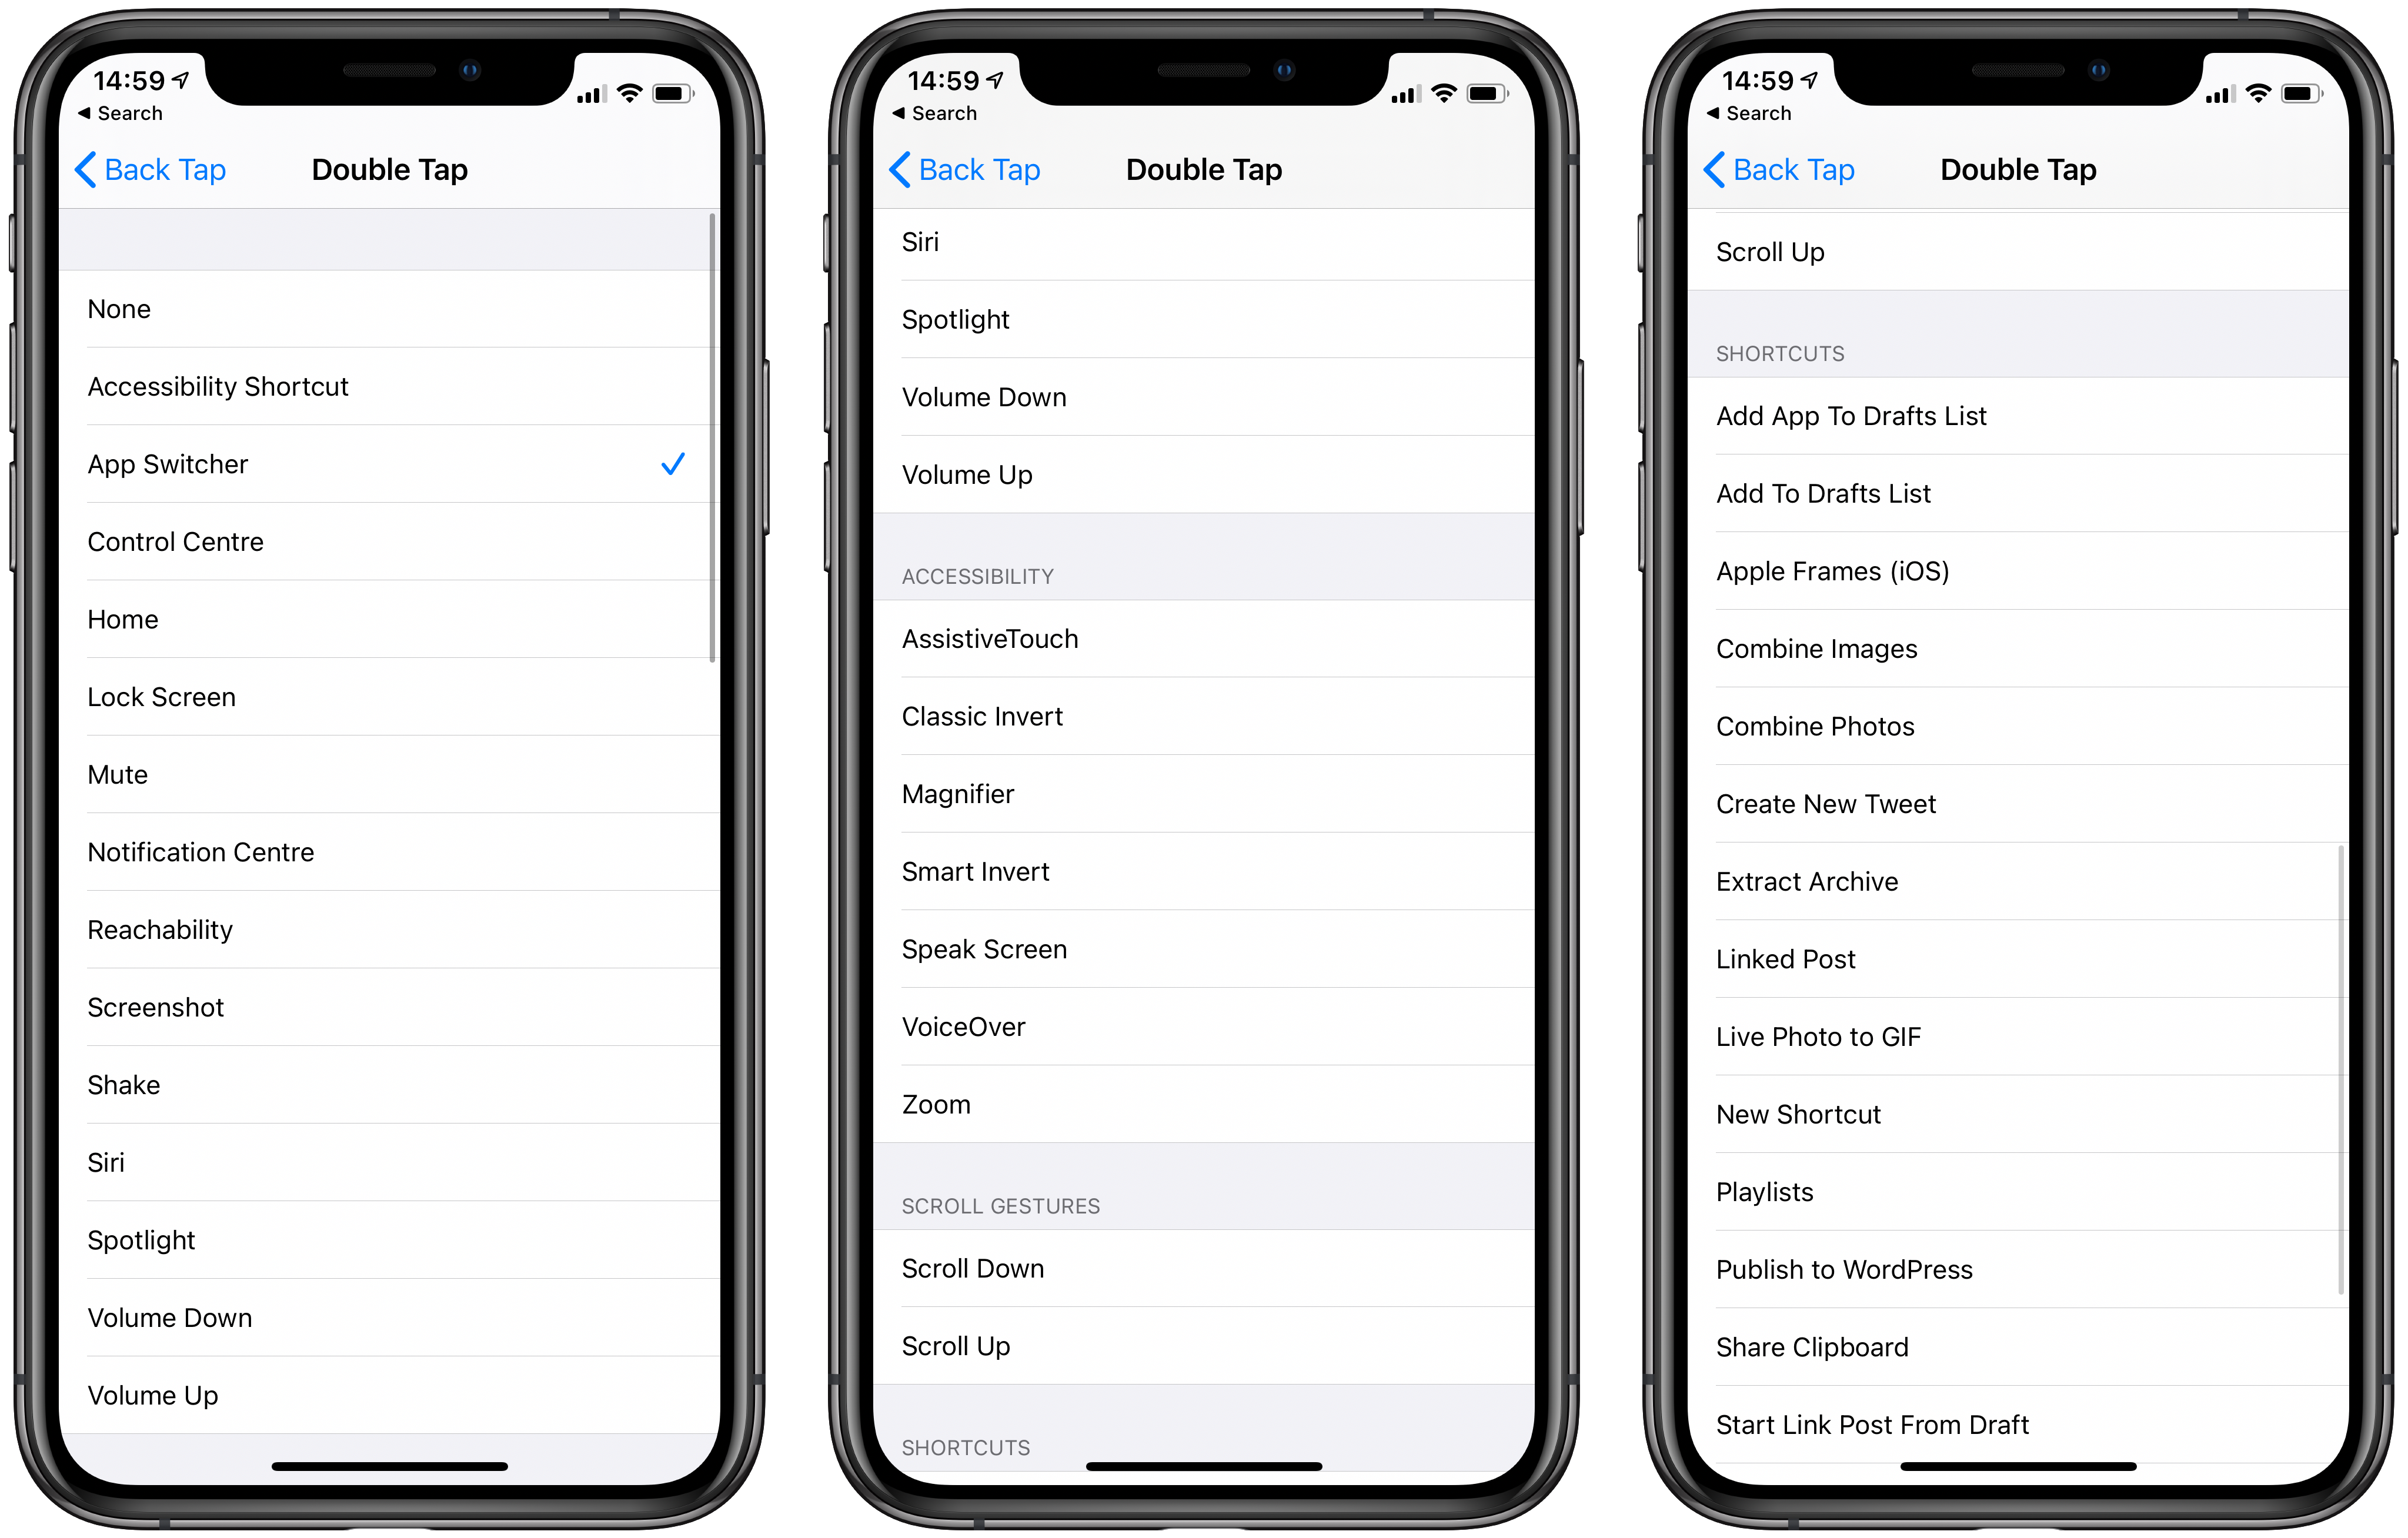 14:59
Search
Back Tap
Double Tap
None
Accessibility Shortcut
App Switcher
Control Centre
Home
Lock Screen
Mute
Notification Centre
Reachability
Screenshot
Shake
Siri
Spotlight
Volume Down
Volume Up
14:59
Search
Back Tap
Double Tap
Siri
Spotlight
Volume Down
Volume Up
ACCESSIBILITY
AssistiveTouch
Classic Invert
Magnifier
Smart Invert
Speak Screen
VoiceOver
Zoom
SCROLL GESTURES
Scroll Down
Scroll Up
SHORTCUTS
14:59
Search
Back Tap
Double Tap
Scroll Up
SHORTCUTS
Add App To Drafts List
Add To Drafts List
Apple Frames (iOS)
Combine Images
Combine Photos
Create New Tweet
Extract Archive
Linked Post
Live Photo to GIF
New Shortcut
Playlists
Publish to WordPress
Share Clipboard
Start Link Post From Draft